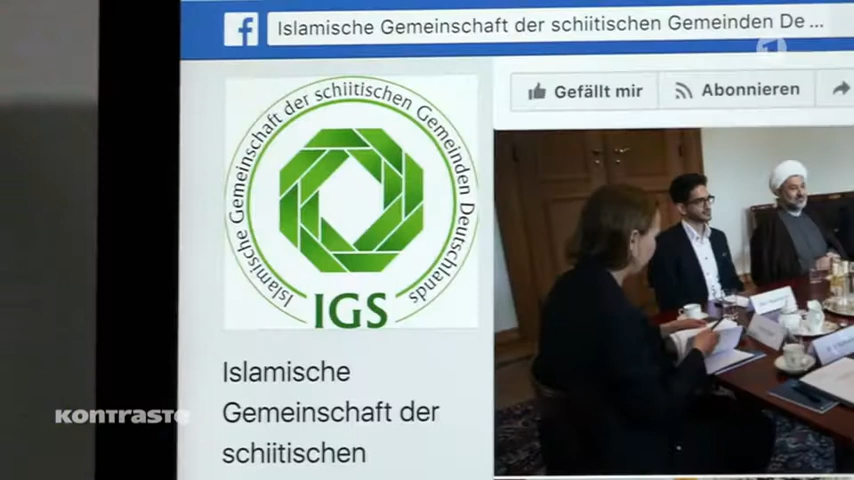 Islamische Gemeinschaft der schiitischen Gemeinden De ...
1
Gefällt mir
Abonnieren
Islamische Gemeinschaft der schiitischen Gemeinden Deutschlands
IGS
Islamische
Gemeinschaft der
schiitischen
KONTRASTE